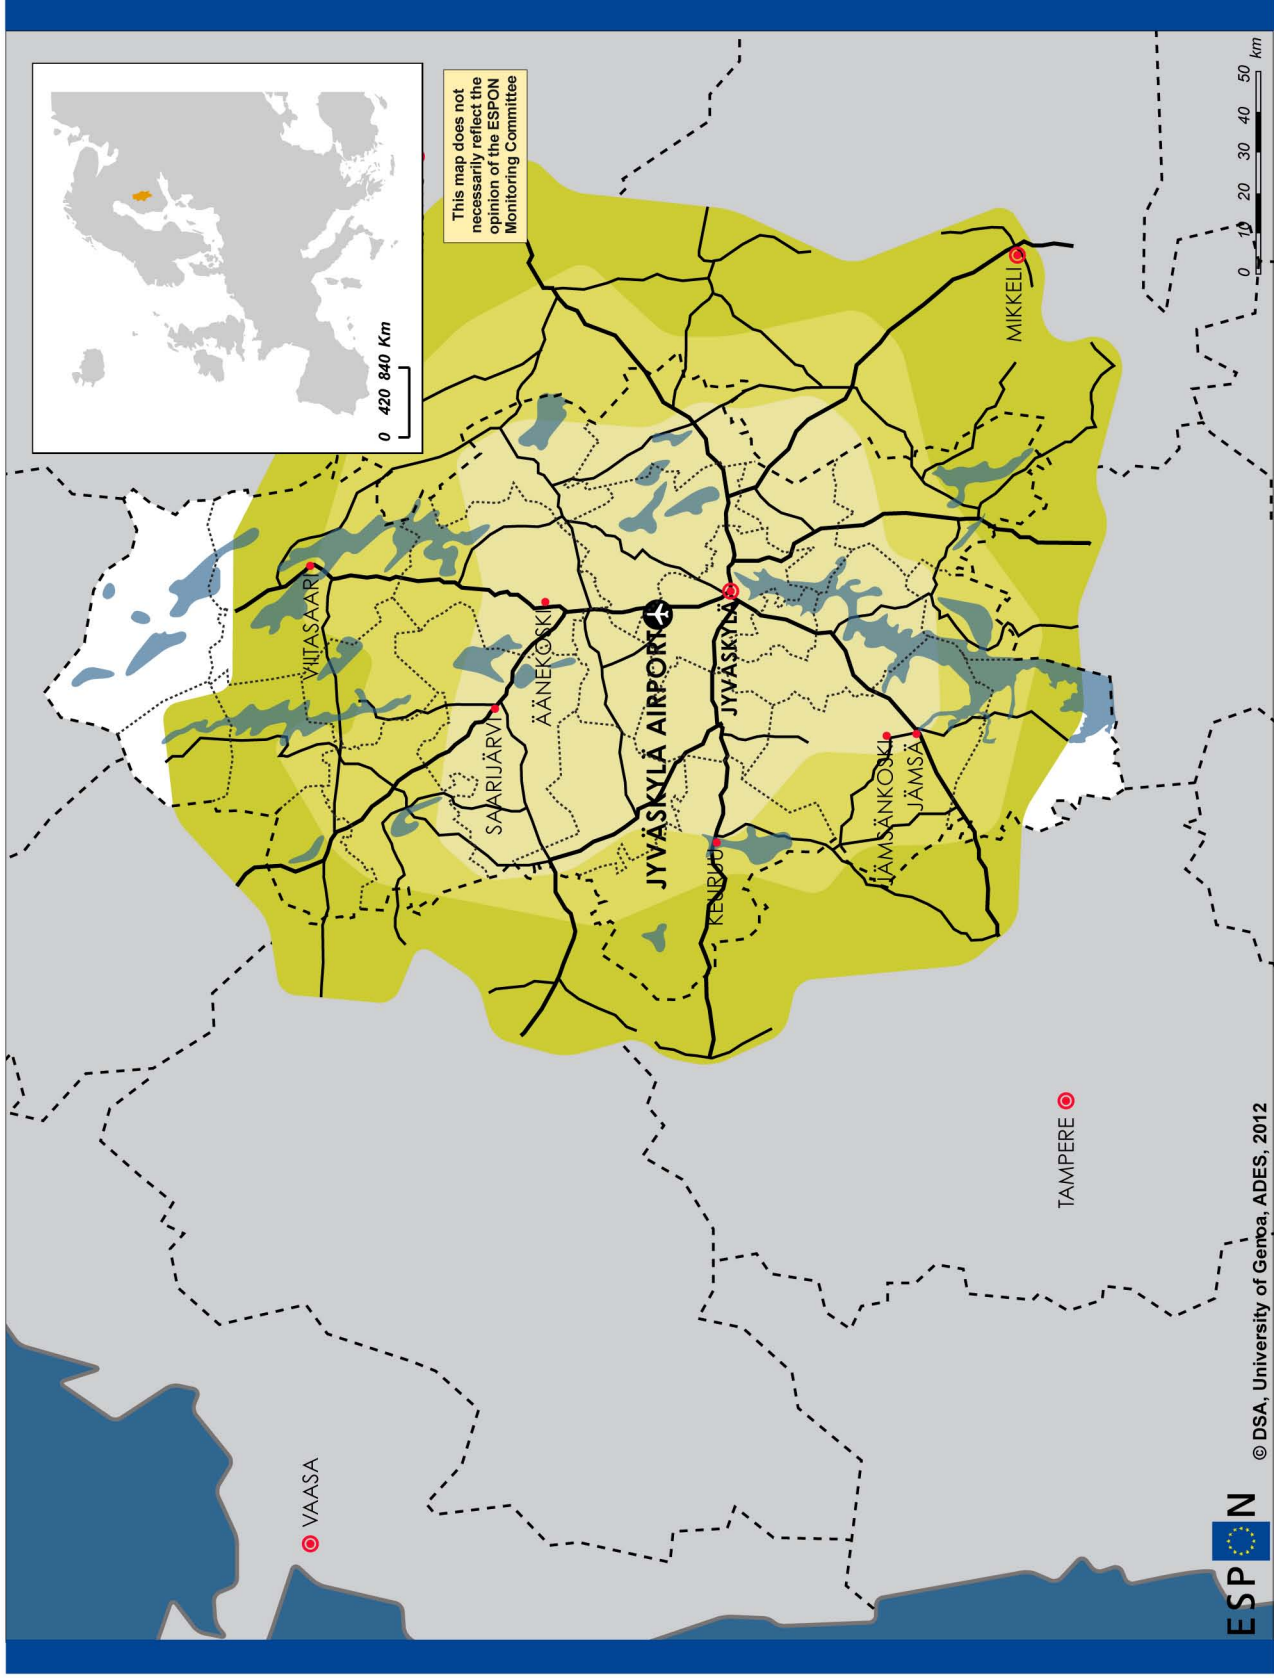 0 420 840 Km
This map does not
necessarily reflect the
opinion of the ESPON
Monitoring Committee
VAASA
VIITASAARI
SAARIJÄRVI
ÄÄNEKOSKI
JYVÄSKYLÄ AIRPORT
KEURUU
JYVÄSKYLÄ
JÄMSÄNKOSKI
JÄMSÄ
MIKKELI
TAMPERE
ESPON
© DSA, University of Genoa, ADES, 2012
0 10 20 30 40 50
km